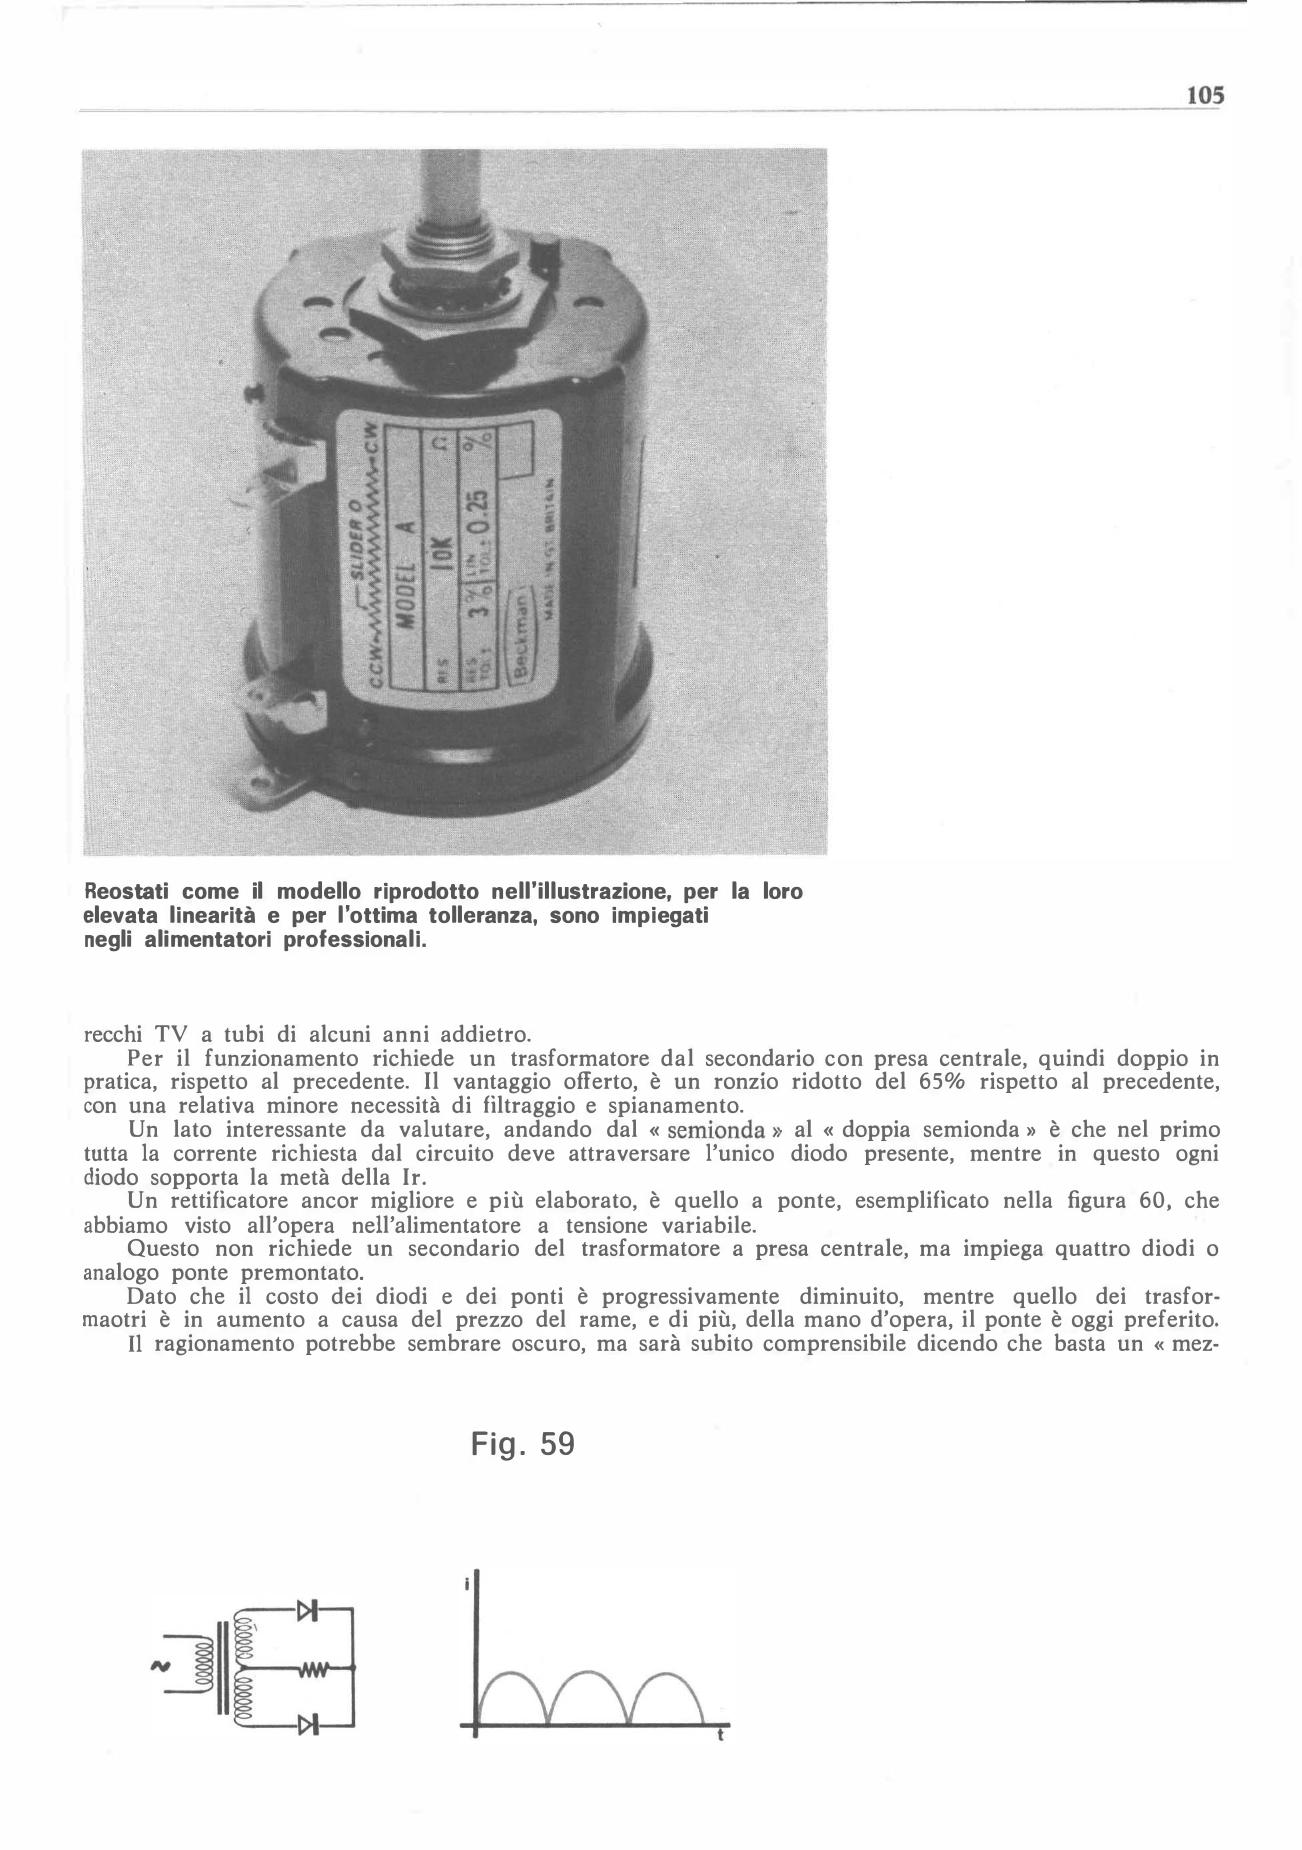 105
C.C.W. C.W
SLIDER O
MODEL A
RES 10K Ω
RES TOL ± 3 % LIN TOL ± 0.25 %
Beckman
MADE IN GT. BRITAIN
Reostati come il modello riprodotto nell'illustrazione, per la loro
elevata linearità e per l'ottima tolleranza, sono impiegati
negli alimentatori professionali.
recchi TV a tubi di alcuni anni addietro.
Per il funzionamento richiede un trasformatore dal secondario con presa centrale, quindi doppio in
pratica, rispetto al precedente. Il vantaggio offerto, è un ronzio ridotto del 65% rispetto al precedente,
con una relativa minore necessità di filtraggio e spianamento.
Un lato interessante da valutare, andando dal « semionda » al « doppia semionda » è che nel primo
tutta la corrente richiesta dal circuito deve attraversare l'unico diodo presente, mentre in questo ogni
diodo sopporta la metà della Ir.
Un rettificatore ancor migliore e più elaborato, è quello a ponte, esemplificato nella figura 60, che
abbiamo visto all'opera nell'alimentatore a tensione variabile.
Questo non richiede un secondario del trasformatore a presa centrale, ma impiega quattro diodi o
analogo ponte premontato.
Dato che il costo dei diodi e dei ponti è progressivamente diminuito, mentre quello dei trasfor-
maotri è in aumento a causa del prezzo del rame, e di più, della mano d'opera, il ponte è oggi preferito.
Il ragionamento potrebbe sembrare oscuro, ma sarà subito comprensibile dicendo che basta un « mez-
Fig. 59
i
~
t